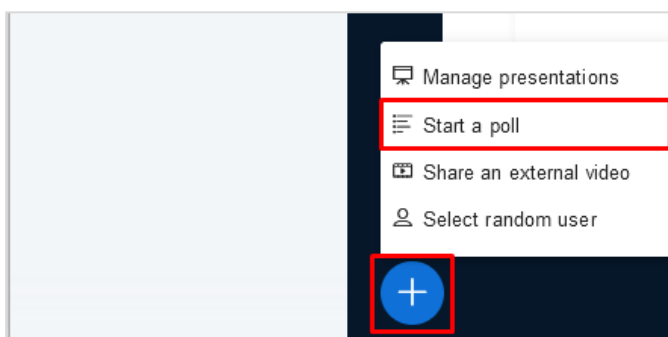 Manage presentations
Start a poll
Share an external video
Select random user